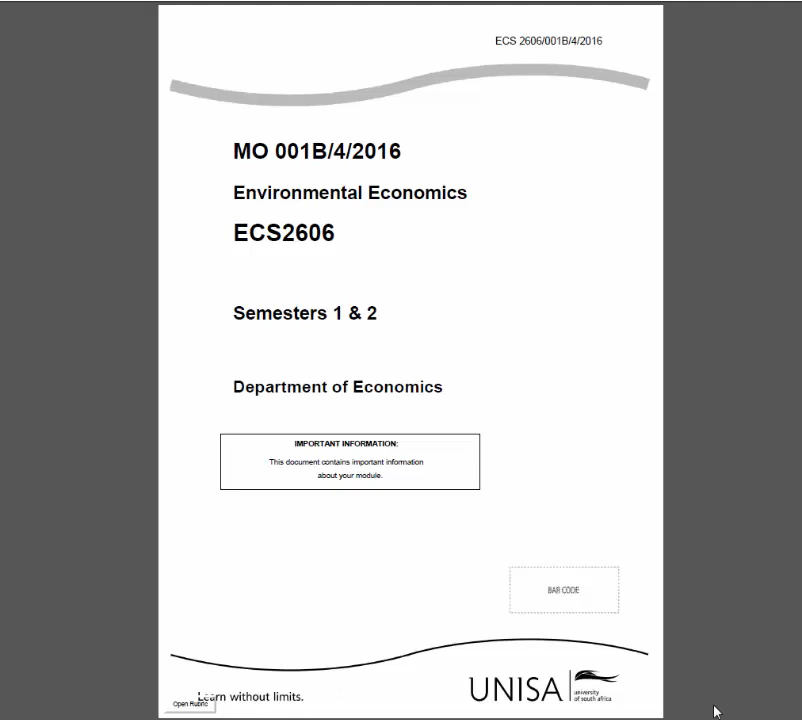 ECS 2606/001B/4/2016
MO 001B/4/2016
Environmental Economics
ECS2606
Semesters 1 & 2
Department of Economics
IMPORTANT INFORMATION:
This document contains important information
about your module.
BAR CODE
Learn without limits.
Open Rubric
UNISA
university
of south africa